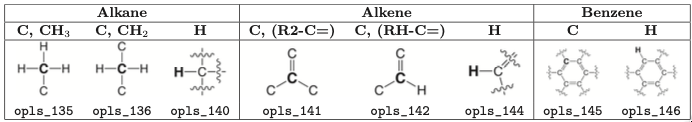 Alkane Alkene Benzene
C, CH₃ C, CH₂ H C, (R2-C=) C, (RH-C=) H C H
C C C H
H–C–H H–C–H H–C– C H–C C
H C C C C H
opls_135 opls_136 opls_140 opls_141 opls_142 opls_144 opls_145 opls_146